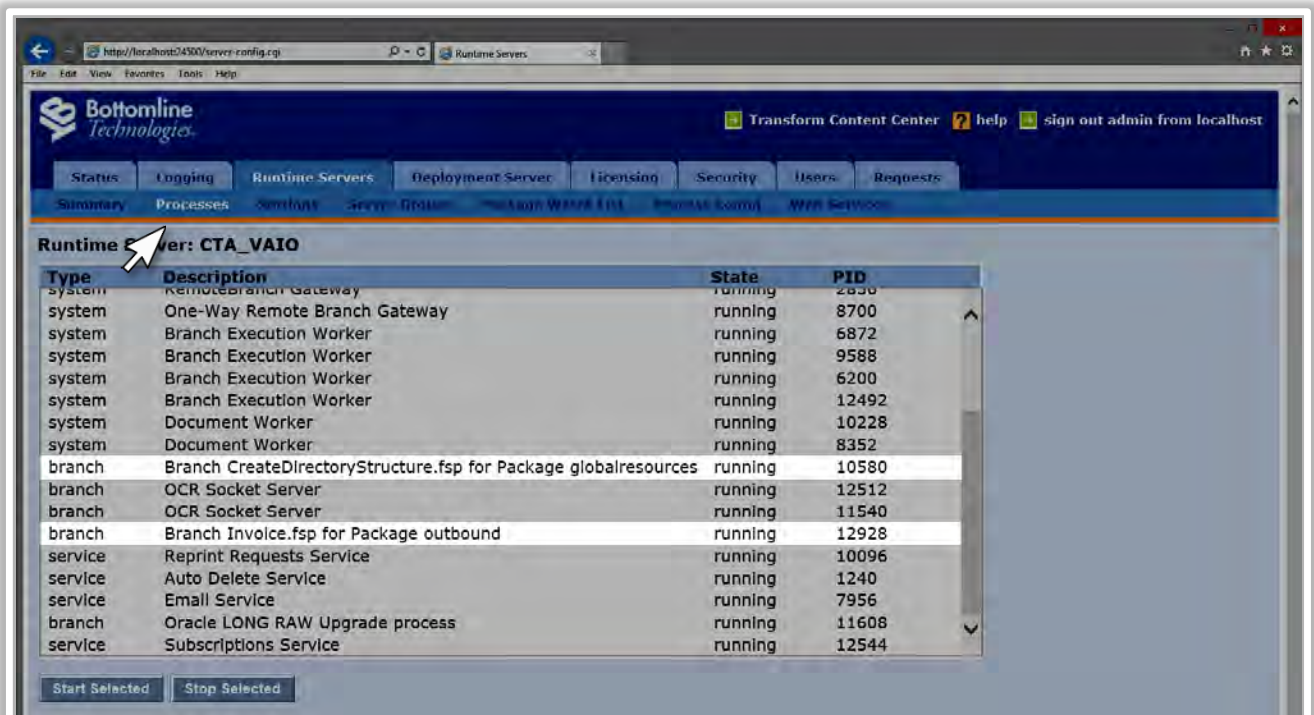 http://localhost:24500/server-config.cgi
Runtime Servers
File Edit View Favorites Tools Help
Bottomline
Technologies
Transform Content Center ? help sign out admin from localhost
Status Logging Runtime Servers Deployment Server Licensing Security Users Requests
Summary Processes Sessions Server Groups Package Watch List Process Config Web Services
Runtime Server: CTA_VAIO
Type Description State PID
system RemoteBranch Gateway running 2836
system One-Way Remote Branch Gateway running 8700
system Branch Execution Worker running 6872
system Branch Execution Worker running 9588
system Branch Execution Worker running 6200
system Branch Execution Worker running 12492
system Document Worker running 10228
system Document Worker running 8352
branch Branch CreateDirectoryStructure.fsp for Package globalresources running 10580
branch OCR Socket Server running 12512
branch OCR Socket Server running 11540
branch Branch Invoice.fsp for Package outbound running 12928
service Reprint Requests Service running 10096
service Auto Delete Service running 1240
service Email Service running 7956
branch Oracle LONG RAW Upgrade process running 11608
service Subscriptions Service running 12544
Start Selected Stop Selected